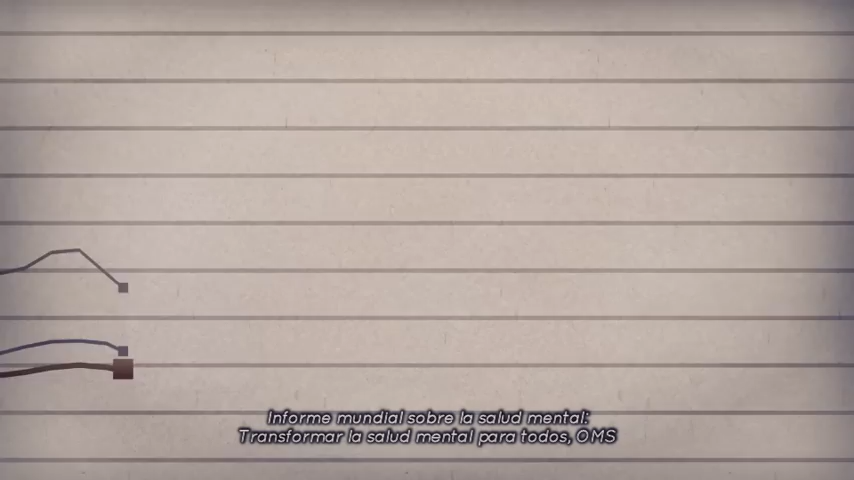 Informe mundial sobre la salud mental:
Transformar la salud mental para todos, OMS